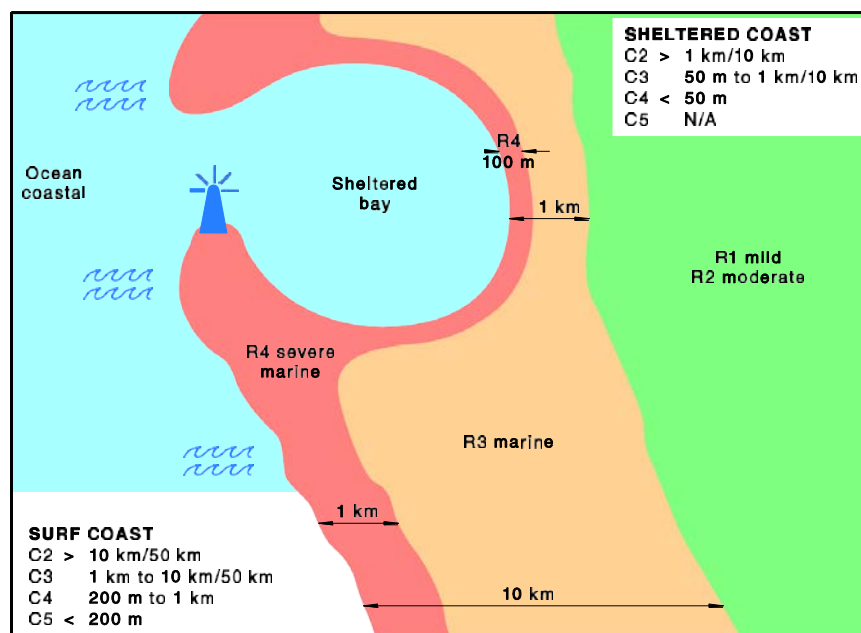 SHELTERED COAST
C2 > 1 km/10 km
C3 50 m to 1 km/10 km
C4 < 50 m
C5 N/A
R4
100 m
Ocean
coastal
Sheltered
bay
1 km
R1 mild
R2 moderate
R4 severe
marine
R3 marine
1 km
SURF COAST
C2 > 10 km/50 km
C3 1 km to 10 km/50 km
C4 200 m to 1 km
C5 < 200 m
10 km